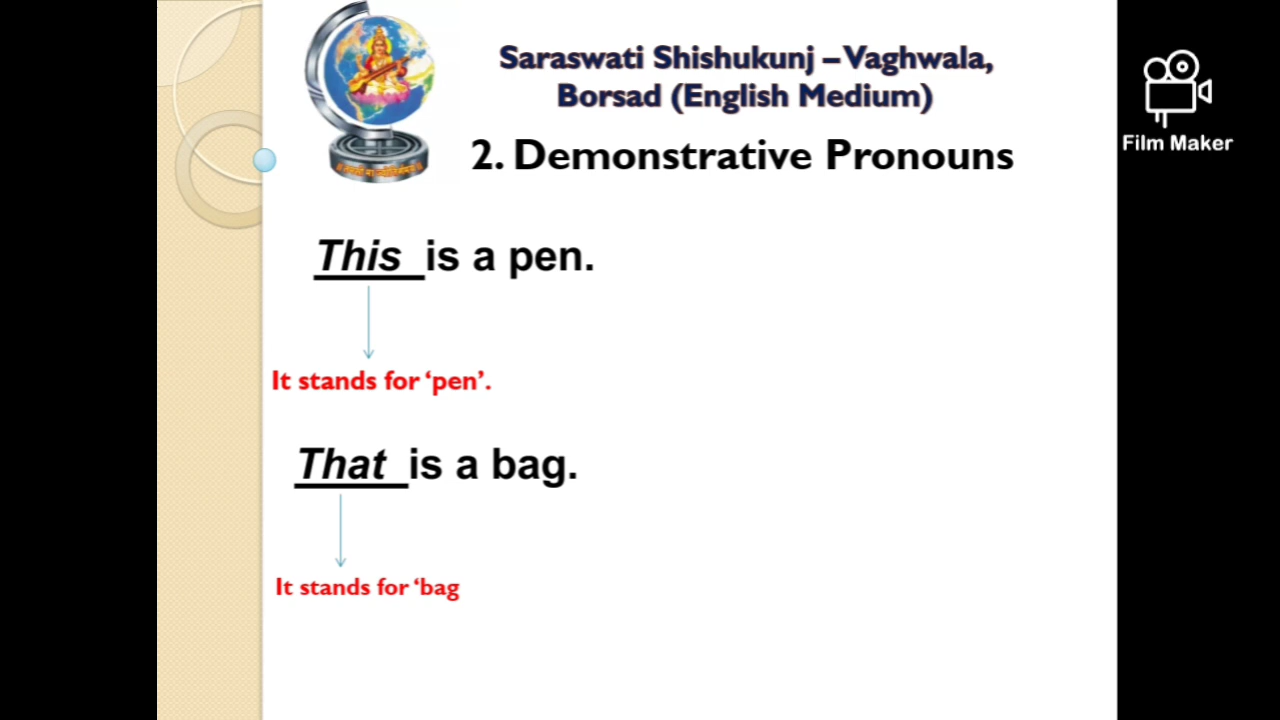 Saraswati Shishukunj – Vaghwala,
Borsad (English Medium)
2. Demonstrative Pronouns
Film Maker
This is a pen.
It stands for ‘pen’.
That is a bag.
It stands for ‘bag